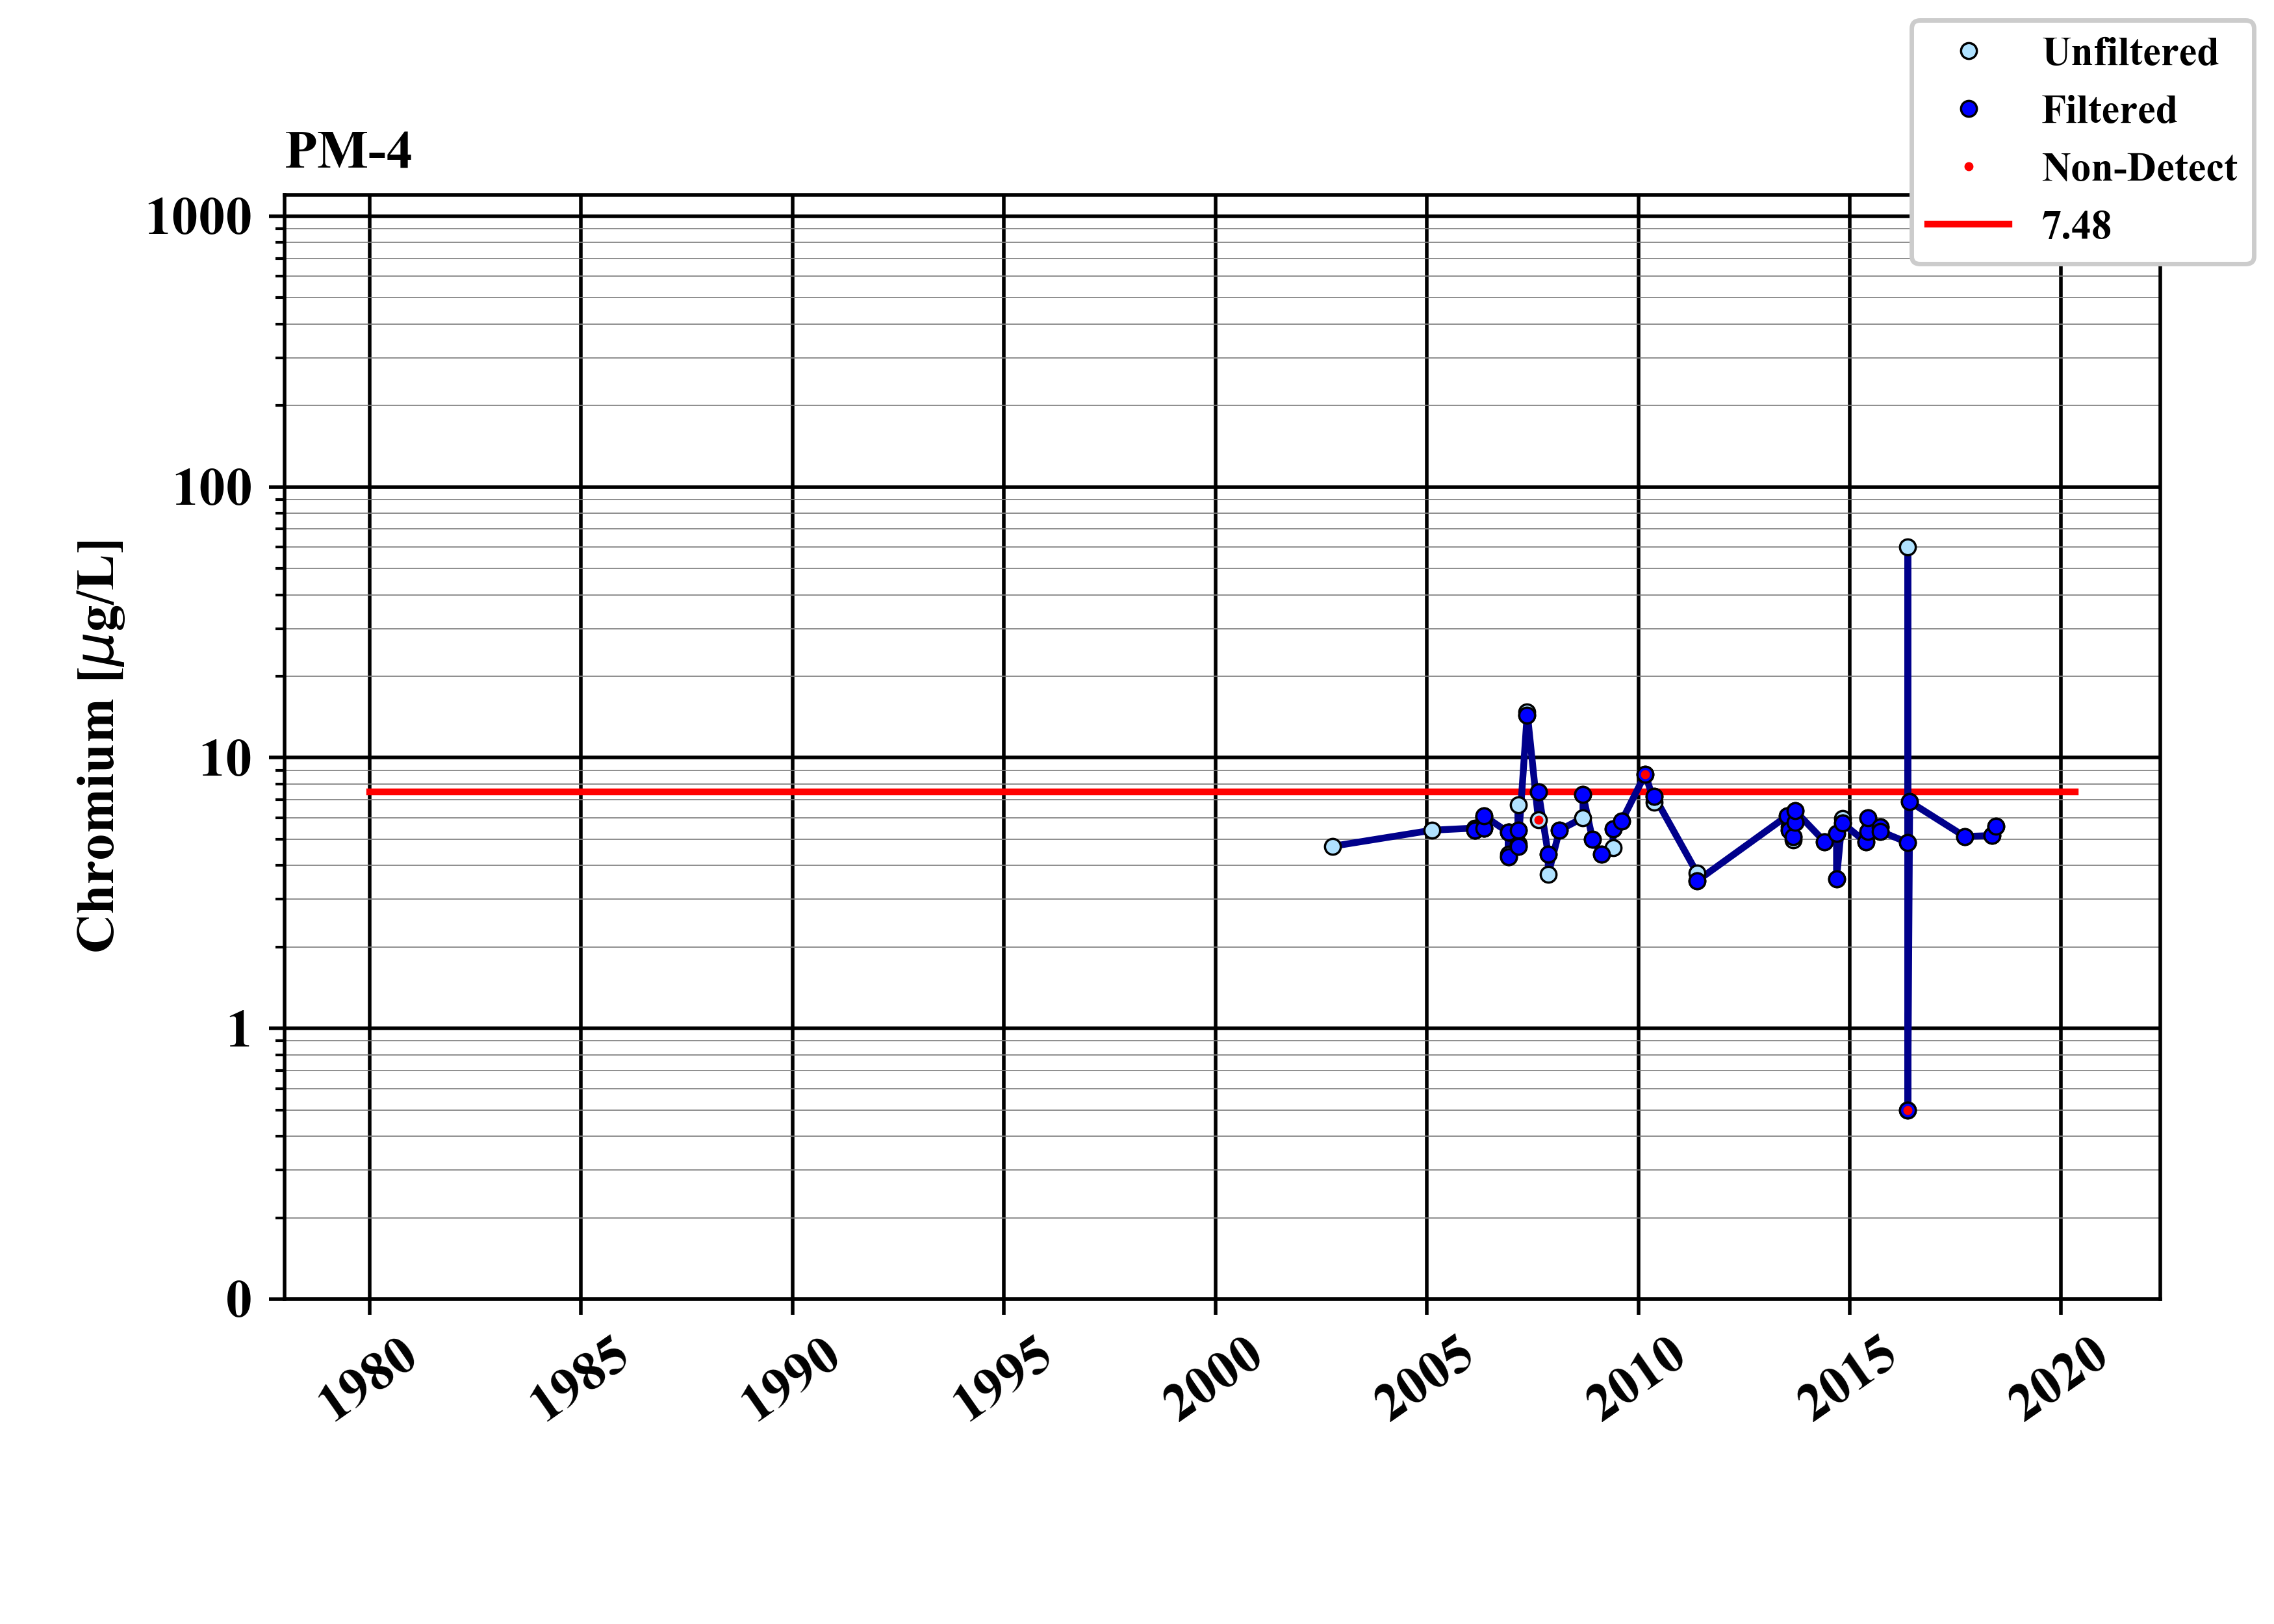 Unfiltered
Filtered
Non-Detect
7.48
PM-4
1000
100
10
1
0
Chromium [μg/L]
1980 1985 1990 1995 2000 2005 2010 2015 2020